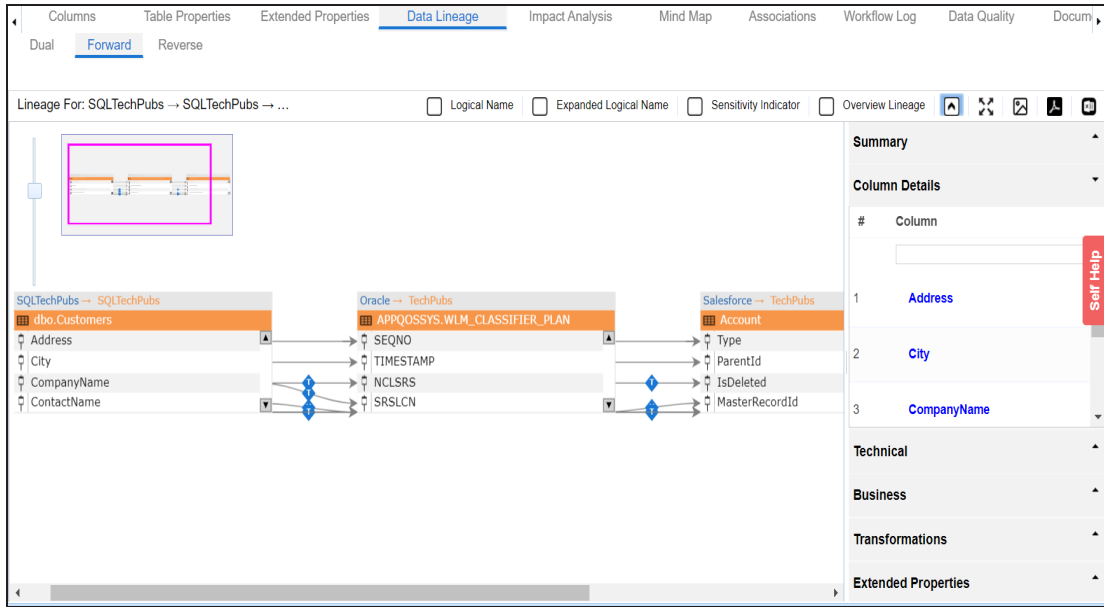 Columns Table Properties Extended Properties Data Lineage Impact Analysis Mind Map Associations Workflow Log Data Quality Docum
Dual Forward Reverse
Lineage For: SQLTechPubs → SQLTechPubs → ... Logical Name Expanded Logical Name Sensitivity Indicator Overview Lineage
Summary
Column Details
# Column
Self Help
SQLTechPubs → SQLTechPubs Oracle → TechPubs Salesforce → TechPubs
1 Address
dbo.Customers APPQOSSYS.WLM_CLASSIFIER_PLAN Account
Address SEQNO Type
City TIMESTAMP ParentId
2 City
CompanyName T NCLSRS T IsDeleted
T
ContactName SRSLCN MasterRecordId
T T
3 CompanyName
Technical
Business
Transformations
Extended Properties